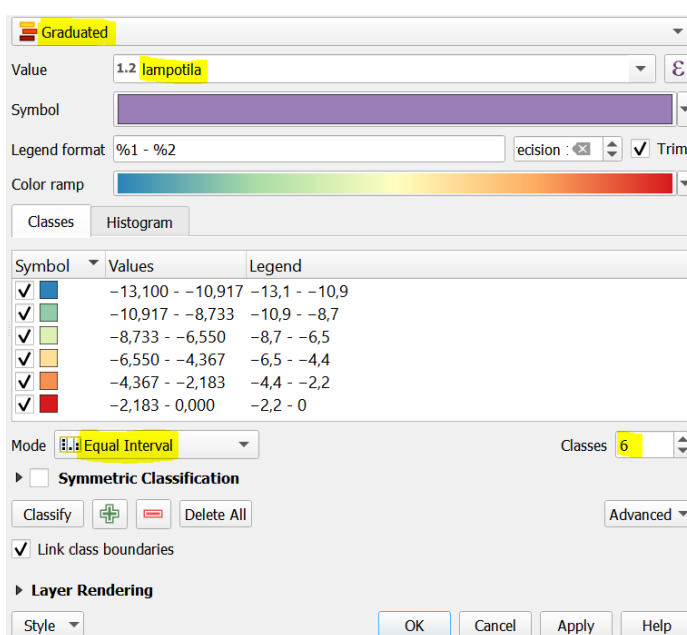 Graduated
Value 1.2 lampotila ε
Symbol
Legend format %1 - %2 ecision : Trim
Color ramp
Classes Histogram
Symbol Values Legend
−13,100 - −10,917 −13,1 - −10,9
−10,917 - −8,733 −10,9 - −8,7
−8,733 - −6,550 −8,7 - −6,5
−6,550 - −4,367 −6,5 - −4,4
−4,367 - −2,183 −4,4 - −2,2
−2,183 - 0,000 −2,2 - 0
Mode Equal Interval Classes 6
Symmetric Classification
Classify Delete All Advanced
Link class boundaries
Layer Rendering
Style OK Cancel Apply Help